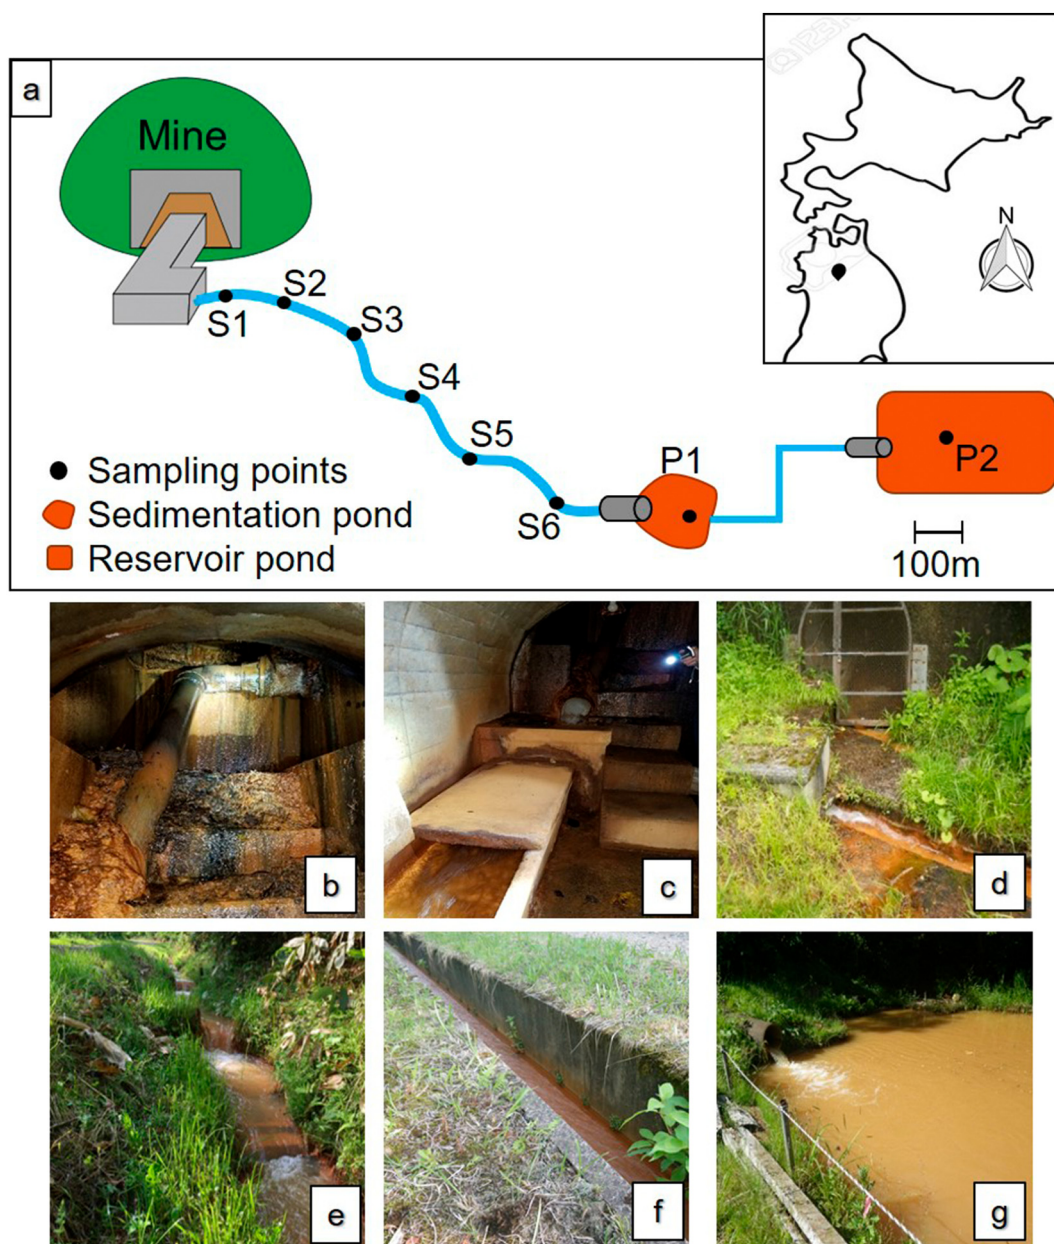 a
Mine
N
S1
S2
S3
S4
S5
S6
P1
P2
Sampling points
Sedimentation pond
Reservoir pond
100m
b
c
d
e
f
g